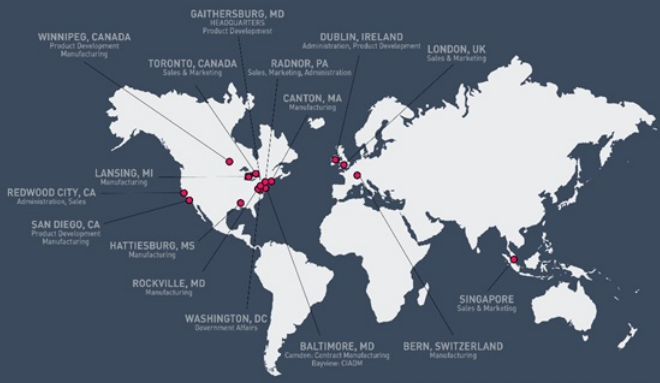 GAITHERSBURG, MD
HEADQUARTERS
Product Development
WINNIPEG, CANADA
Product Development
Manufacturing
DUBLIN, IRELAND
Administration, Product Development
LONDON, UK
Sales & Marketing
TORONTO, CANADA
Sales & Marketing
RADNOR, PA
Sales, Marketing, Administration
CANTON, MA
Manufacturing
LANSING, MI
Manufacturing
REDWOOD CITY, CA
Administration, Sales
SAN DIEGO, CA
Product Development
Manufacturing
HATTIESBURG, MS
Manufacturing
ROCKVILLE, MD
Manufacturing
WASHINGTON, DC
Government Affairs
BALTIMORE, MD
Camden: Contract Manufacturing
Bayview: CIADM
BERN, SWITZERLAND
Manufacturing
SINGAPORE
Sales & Marketing